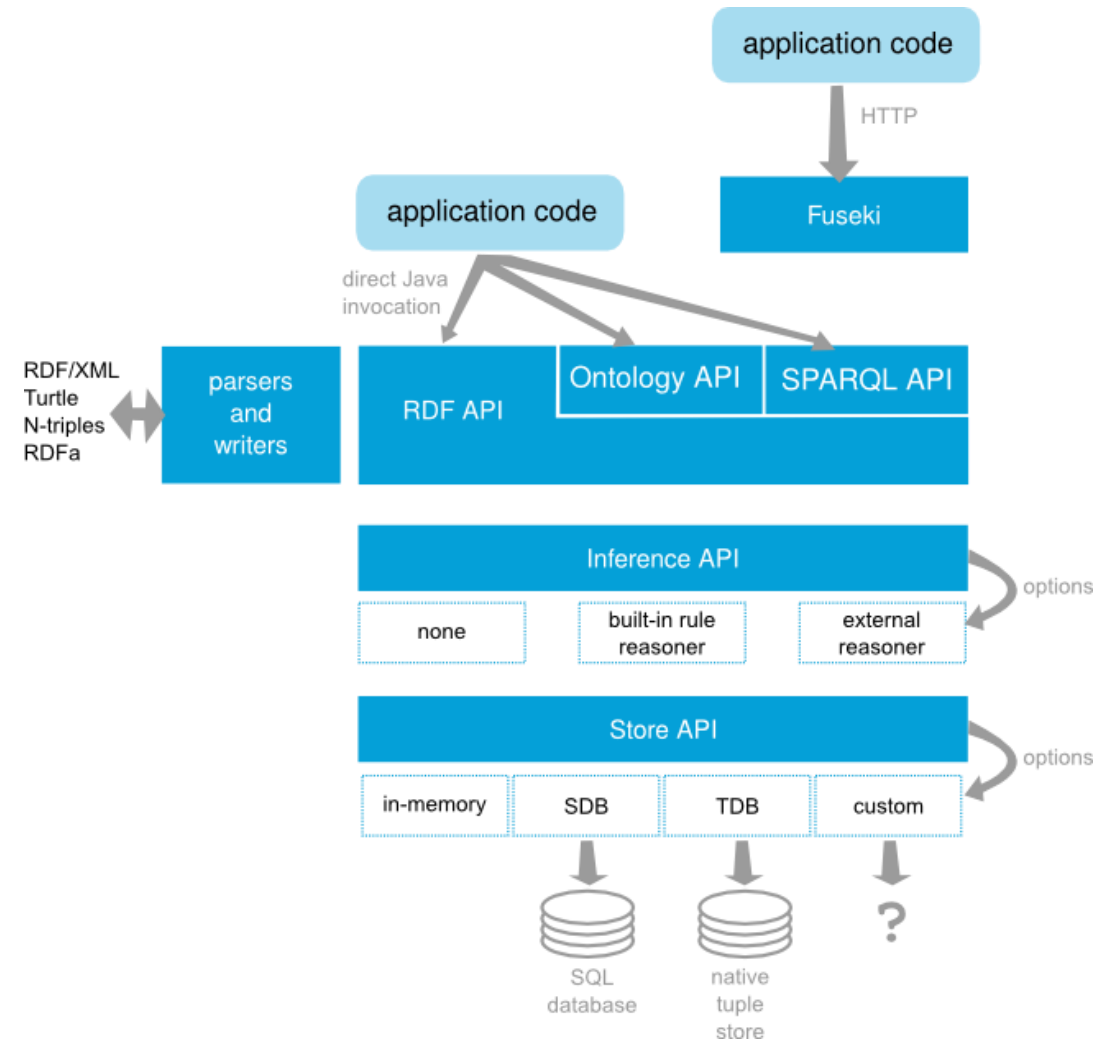 application code
HTTP
Fuseki
application code
direct Java
invocation
RDF/XML
Turtle
N-triples
RDFa
parsers
and
writers
RDF API
Ontology API
SPARQL API
Inference API
options
none
built-in rule
reasoner
external
reasoner
Store API
options
in-memory
SDB
TDB
custom
?
SQL
database
native
tuple
store